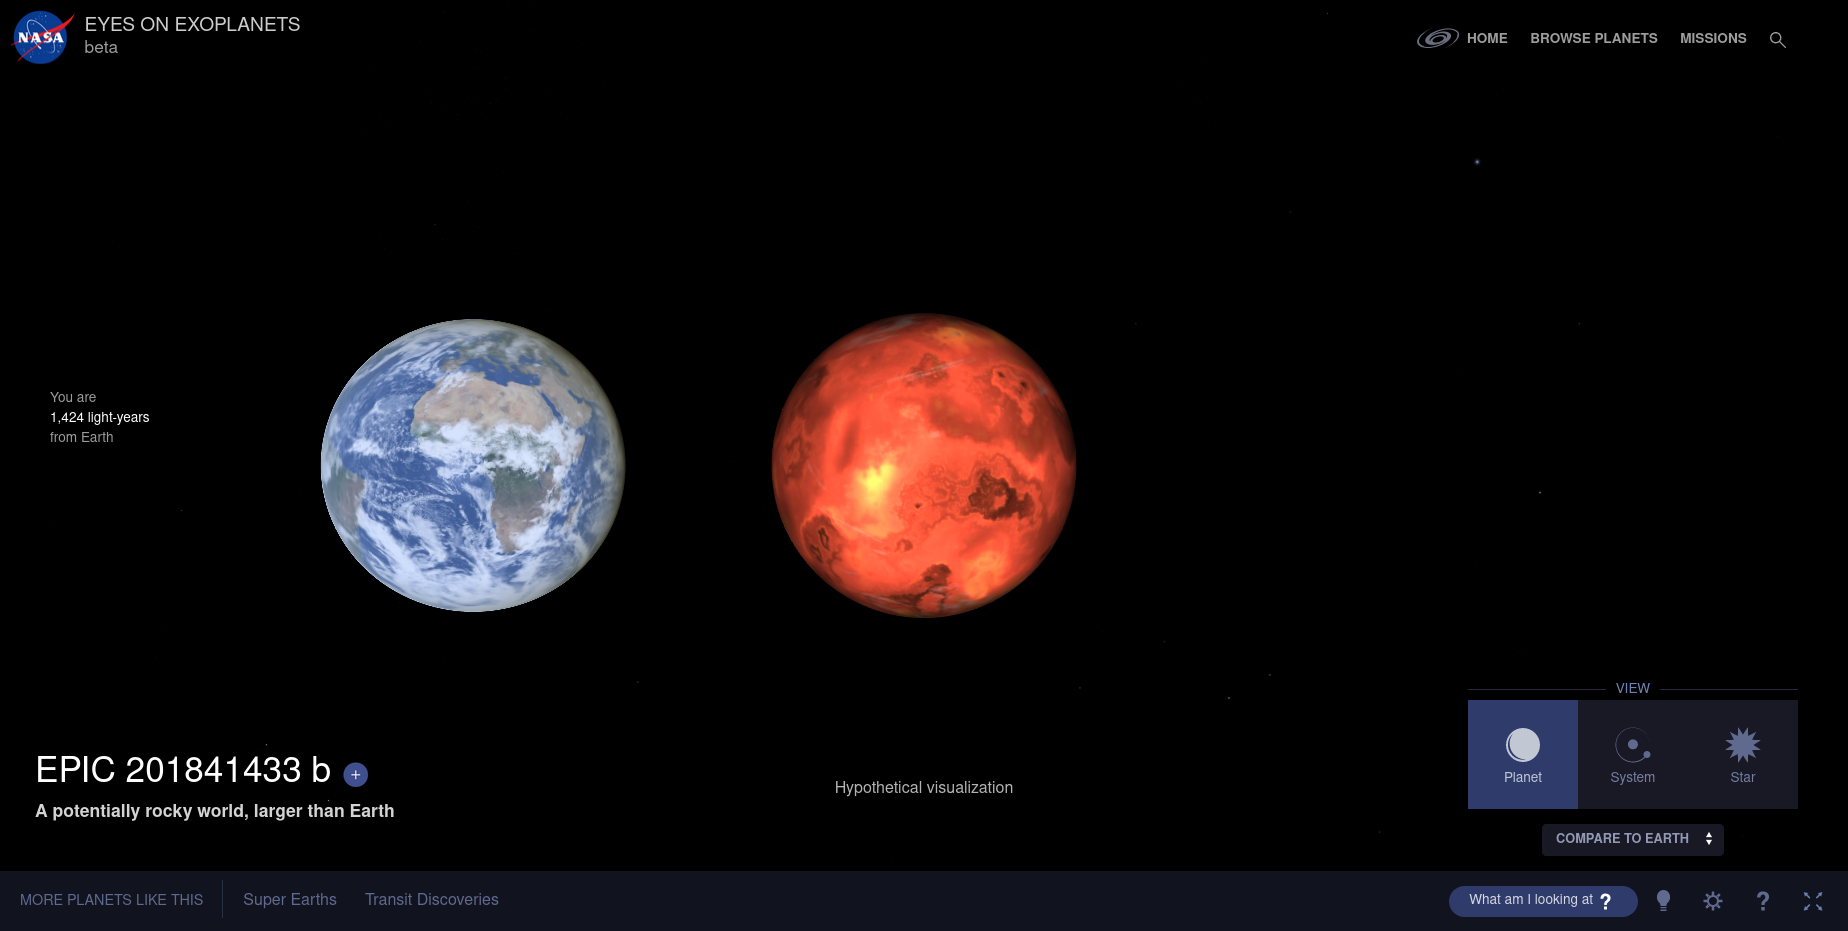 NASA
EYES ON EXOPLANETS
beta
HOME
BROWSE PLANETS
MISSIONS
You are
1,424 light-years
from Earth
EPIC 201841433 b +
A potentially rocky world, larger than Earth
Hypothetical visualization
VIEW
Planet
System
Star
COMPARE TO EARTH
MORE PLANETS LIKE THIS
Super Earths
Transit Discoveries
What am I looking at ?
?